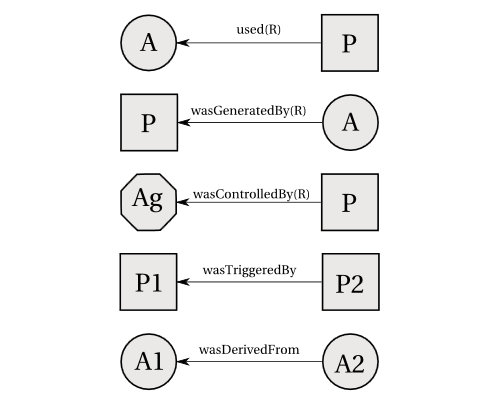 A used(R) P
P wasGeneratedBy(R) A
Ag wasControlledBy(R) P
P1 wasTriggeredBy P2
A1 wasDerivedFrom A2